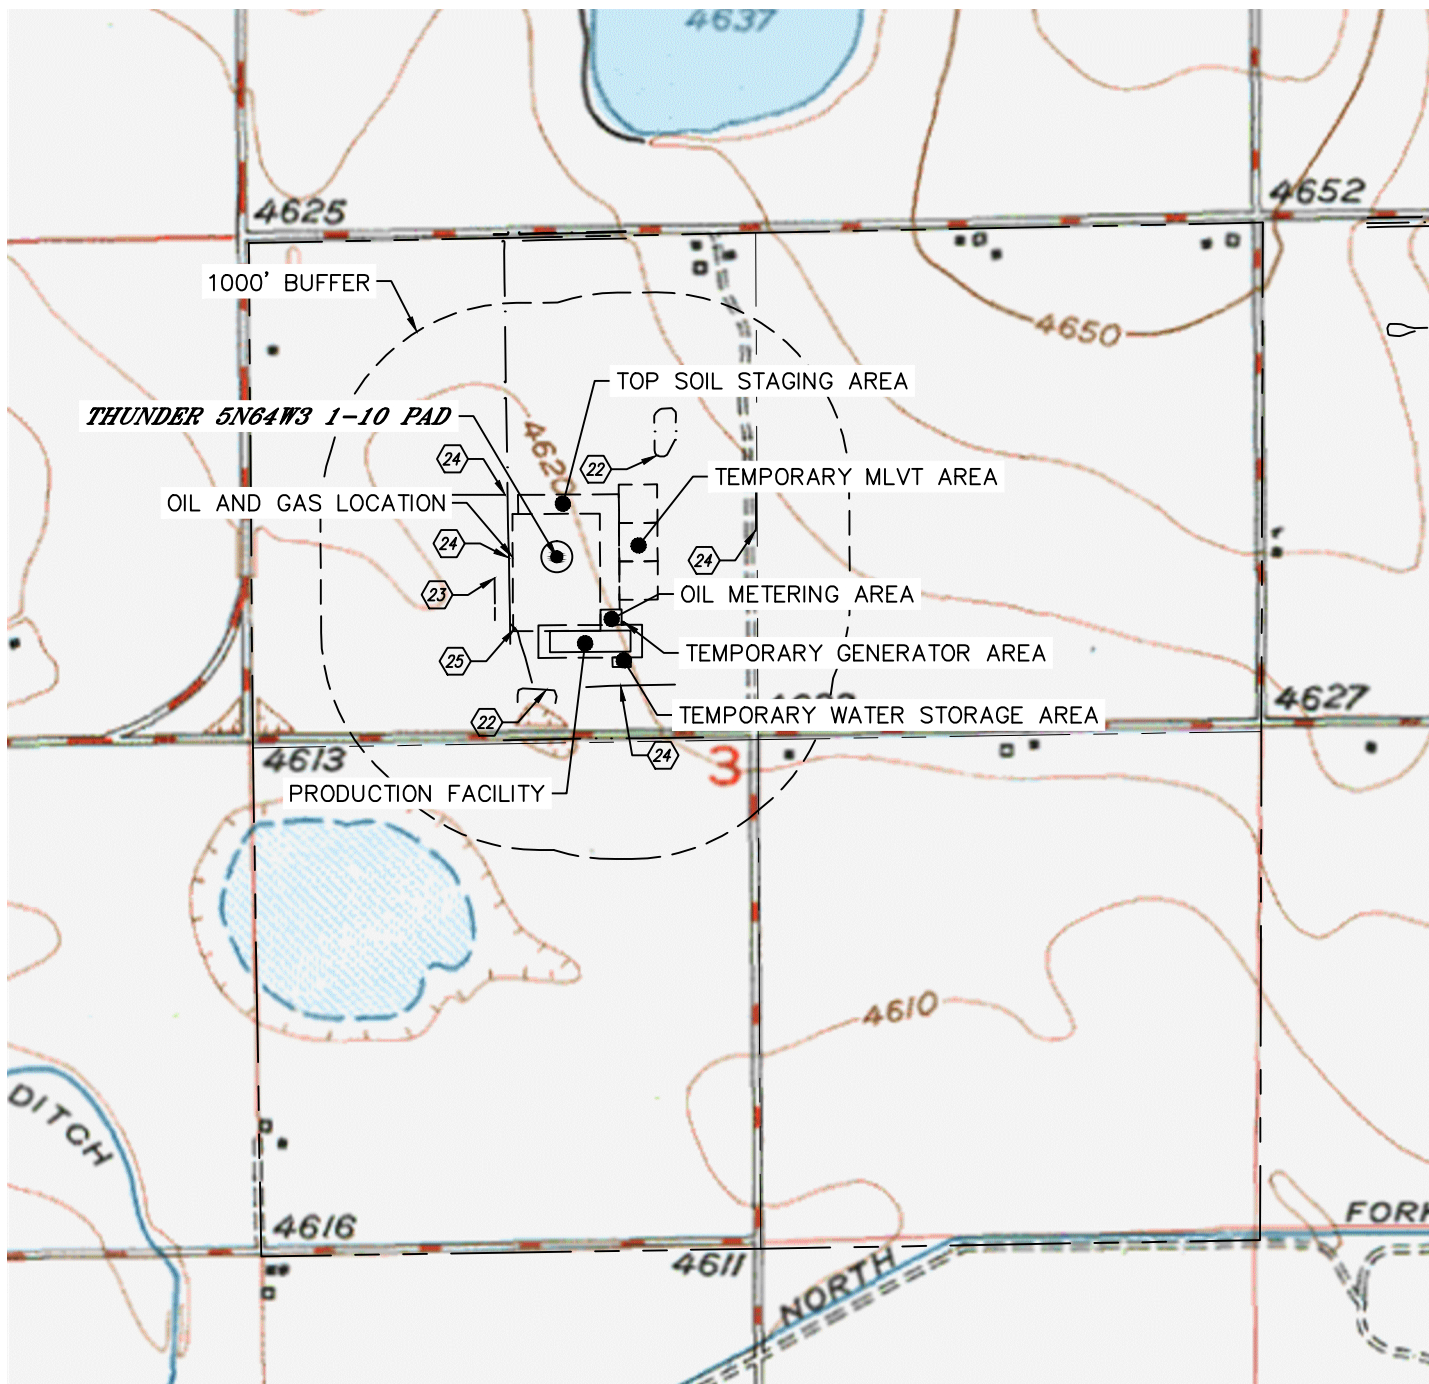 4637
4652
4625
1000' BUFFER
4650
TOP SOIL STAGING AREA
THUNDER 5N64W3 1-10 PAD
4620
24
22
TEMPORARY MLVT AREA
OIL AND GAS LOCATION
24
24
23
OIL METERING AREA
TEMPORARY GENERATOR AREA
25
4627
22
TEMPORARY WATER STORAGE AREA
24
4613
3
PRODUCTION FACILITY
4610
DITCH
4616
FORK
4611
NORTH